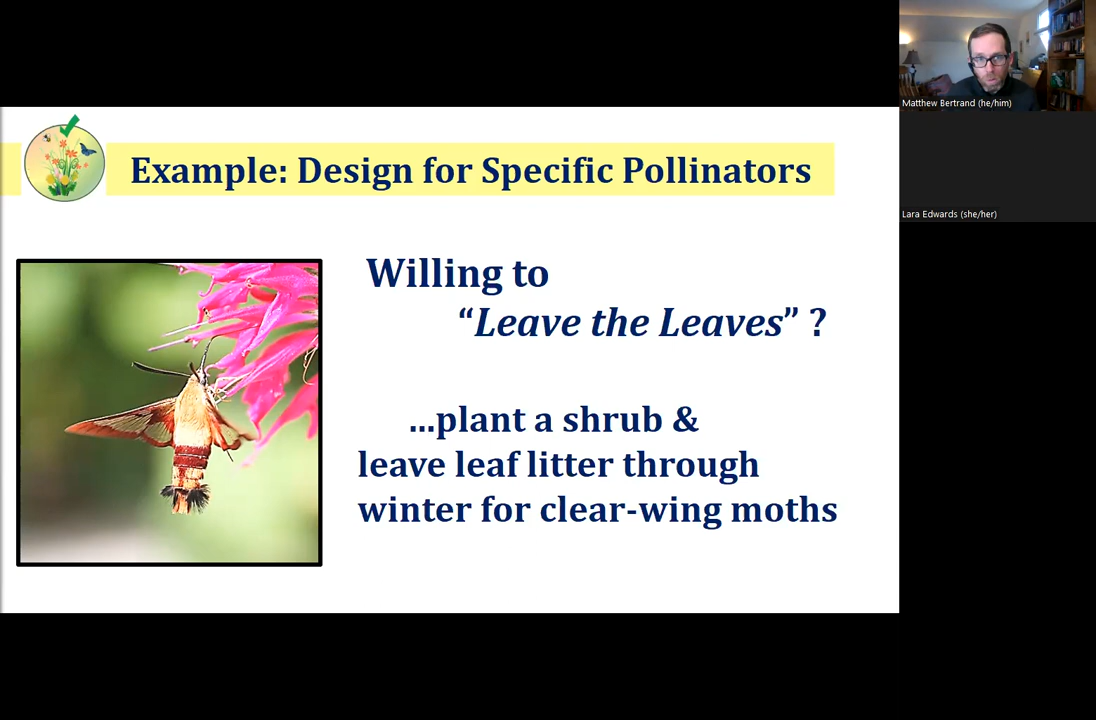 Example: Design for Specific Pollinators
Willing to
“Leave the Leaves” ?
...plant a shrub &
leave leaf litter through
winter for clear-wing moths
Matthew Bertrand (he/him)
Lara Edwards (she/her)